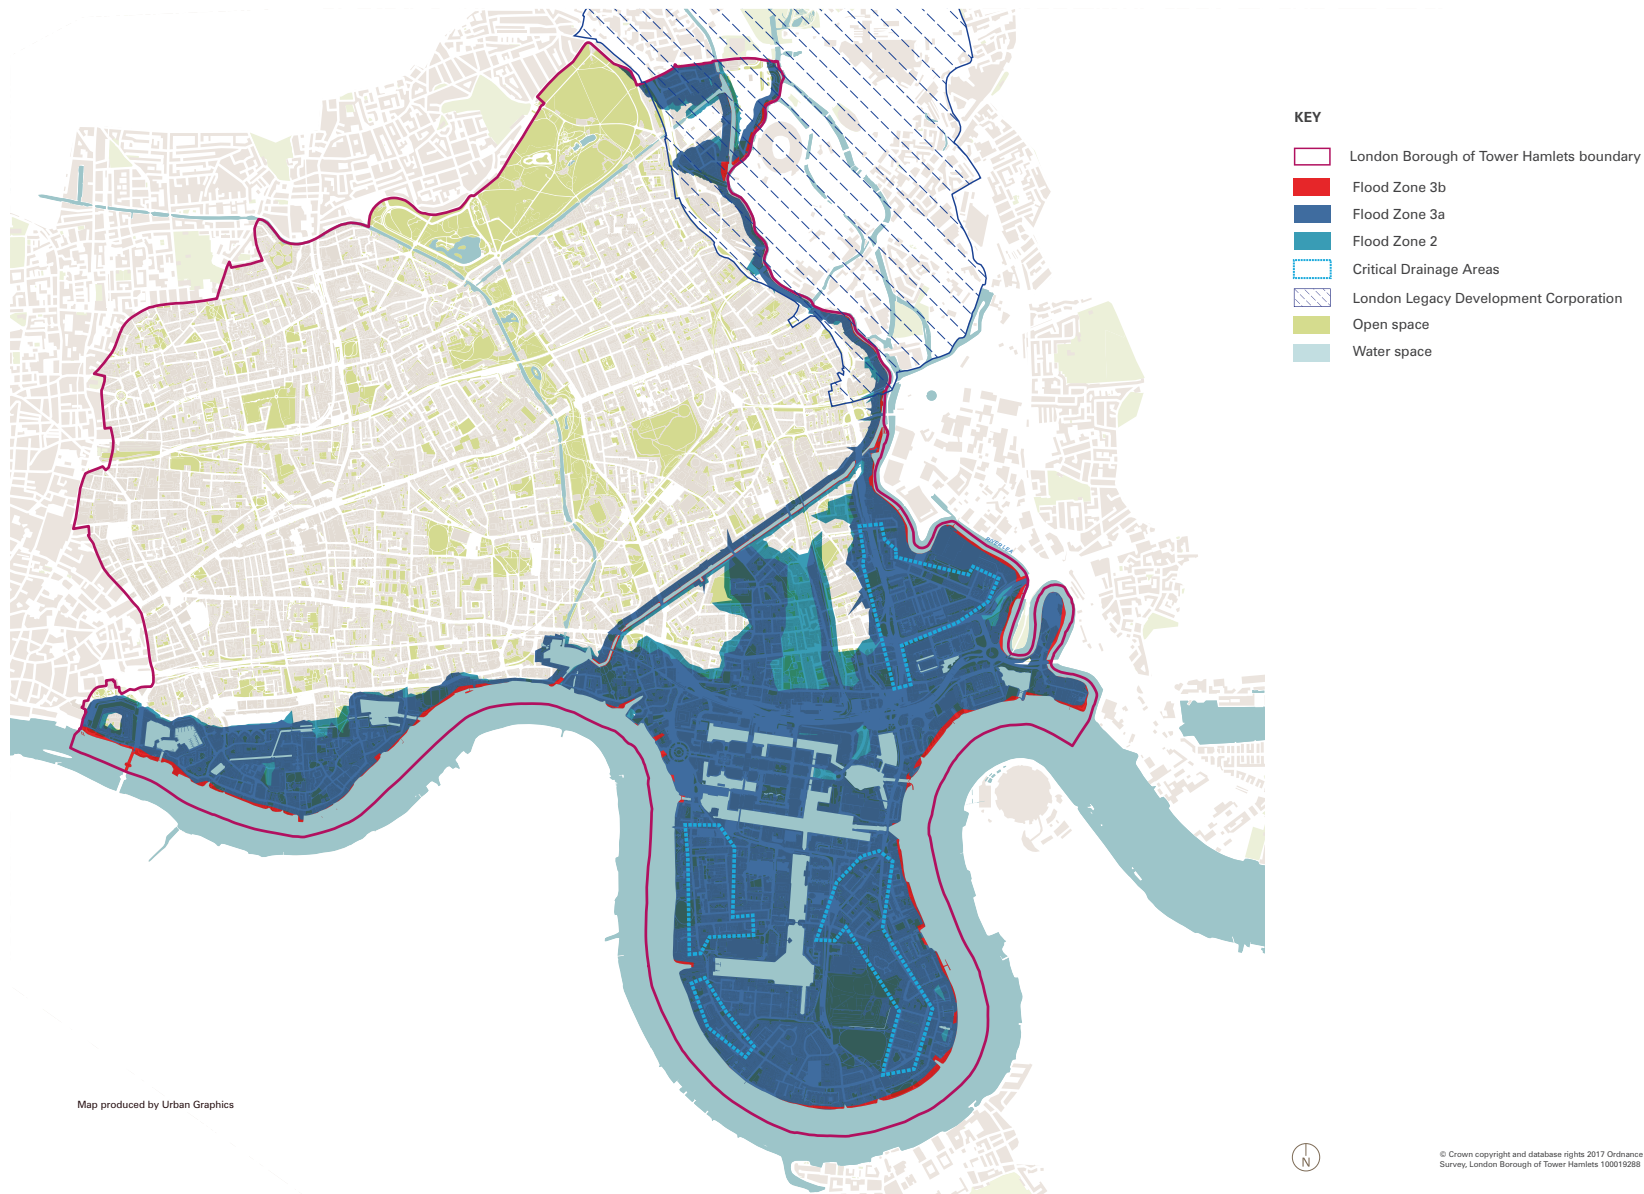 KEY
London Borough of Tower Hamlets boundary
Flood Zone 3b
Flood Zone 3a
Flood Zone 2
Critical Drainage Areas
London Legacy Development Corporation
Open space
Water space
RIVER LEA
Map produced by Urban Graphics
N
© Crown copyright and database rights 2017 Ordnance
Survey, London Borough of Tower Hamlets 100019288